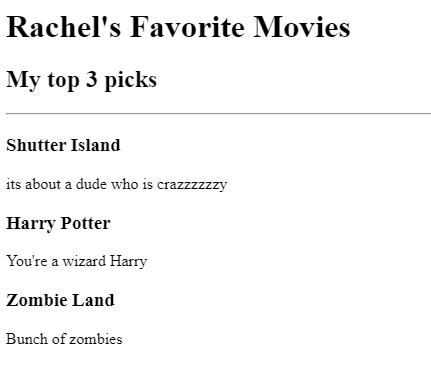 Rachel's Favorite Movies
My top 3 picks
Shutter Island
its about a dude who is crazzzzzzy
Harry Potter
You're a wizard Harry
Zombie Land
Bunch of zombies